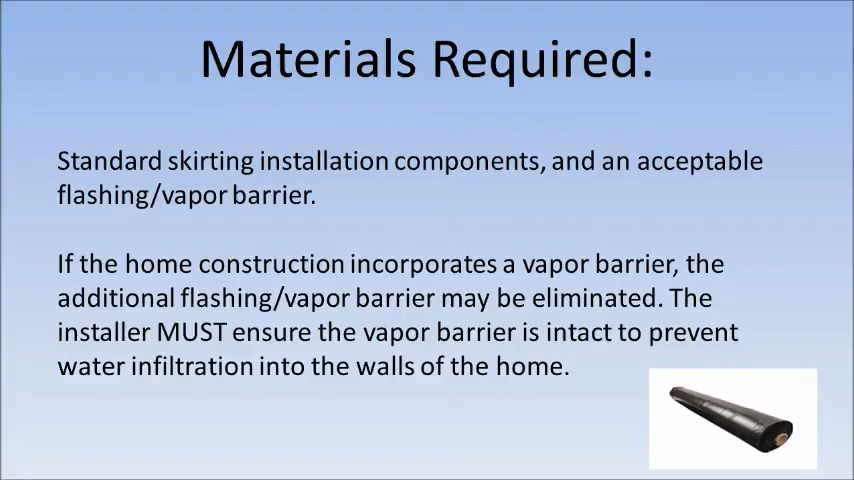 Materials Required:
Standard skirting installation components, and an acceptable
flashing/vapor barrier.
If the home construction incorporates a vapor barrier, the
additional flashing/vapor barrier may be eliminated. The
installer MUST ensure the vapor barrier is intact to prevent
water infiltration into the walls of the home.